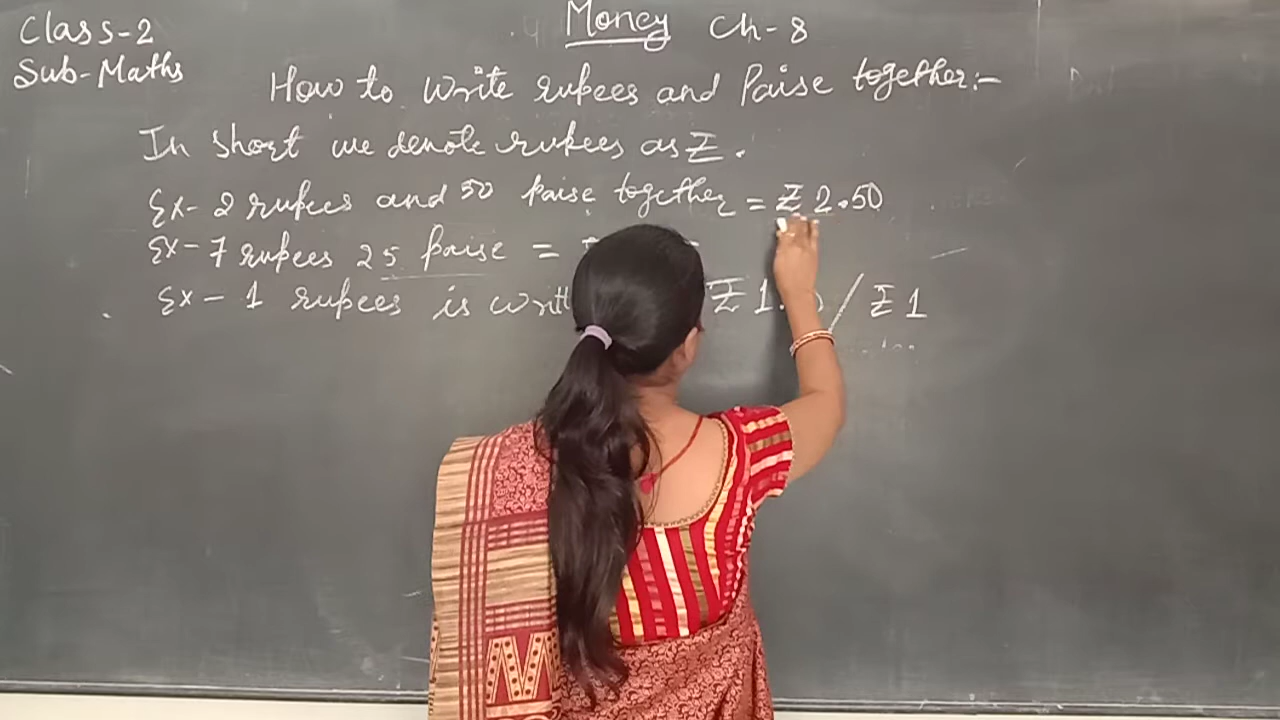 Class-2
Sub-Maths
Money Ch-8
How to write rupees and Paise together:-
In short we denote rupees as ₹.
Ex- 2 rupees and 50 paise together = ₹ 2.50
Ex- 7 rupees 25 paise =
Ex- 1 rupees is ₹ 1. / ₹ 1